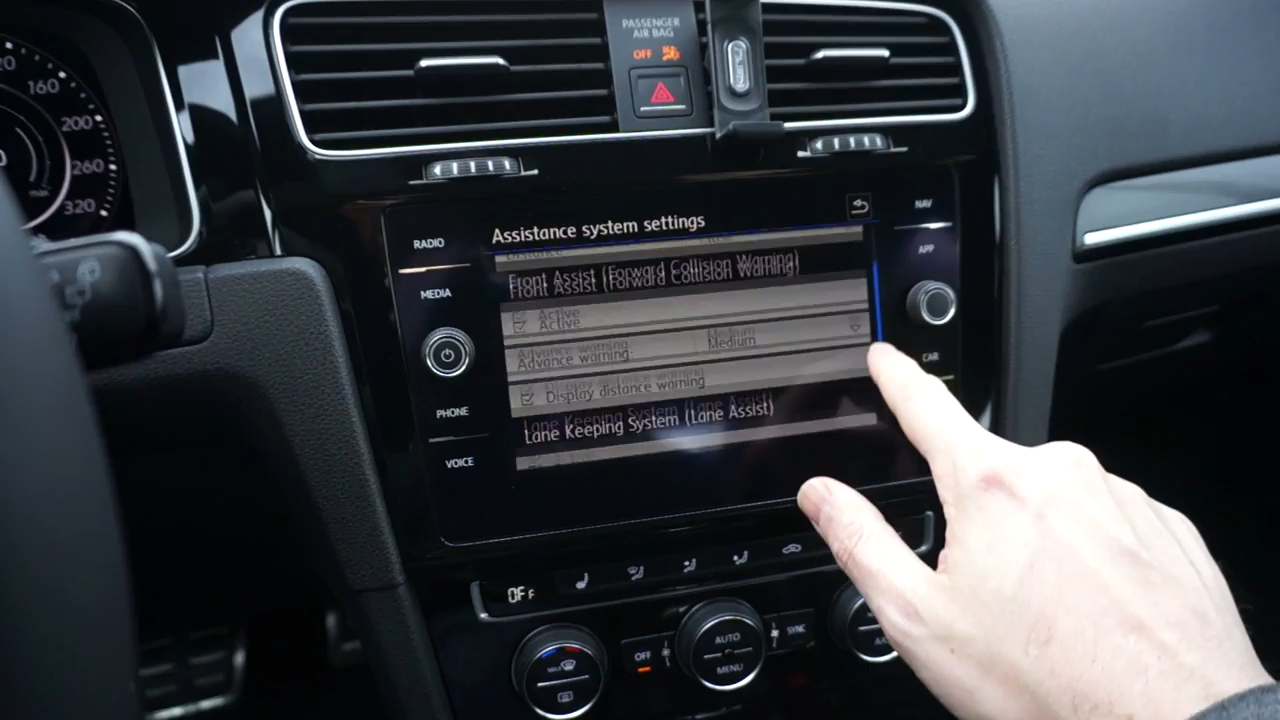 PASSENGER
AIR BAG
OFF
160
200
260
320
RADIO
MEDIA
PHONE
VOICE
NAV
APP
CAR
Assistance system settings
Distance
Front Assist (Forward Collision Warning)
Active
Advance warning: Medium
Display distance warning
Lane Keeping System (Lane Assist)
OFF
OFF
AUTO
MENU
SYNC